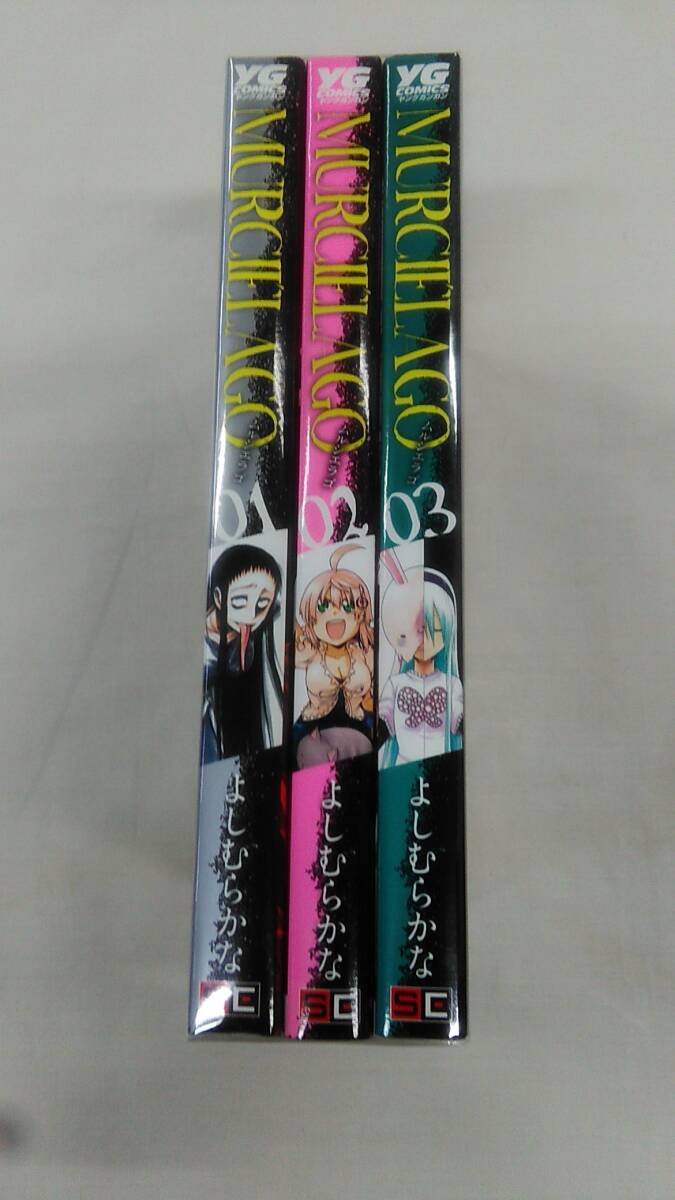 YG
COMICS
ヤングガンガン
MURCIÉLAGO
ムルシエラゴ
01
よしむらかな
SE
YG
COMICS
ヤングガンガン
MURCIÉLAGO
ムルシエラゴ
02
よしむらかな
SE
YG
COMICS
ヤングガンガン
MURCIÉLAGO
ムルシエラゴ
03
よしむらかな
SE